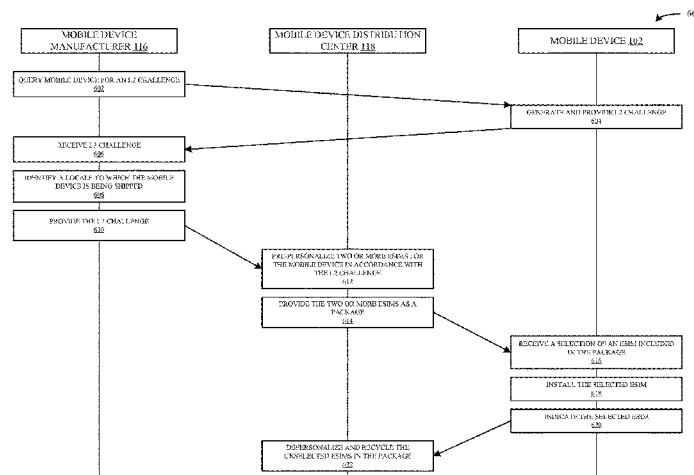 MOBILE DEVICE
MANUFACTURER 116
MOBILE DEVICE DISTRIBUTION
CENTER 118
MOBILE DEVICE 102
QUERY MOBILE DEVICE FOR AN L2 CHALLENGE
602
GENERATE AND PROVIDE L2 CHALLENGE
604
RECEIVE L2 CHALLENGE
606
IDENTIFY A LOCALE TO WHICH THE MOBILE
DEVICE IS BEING SHIPPED
608
PROVIDE THE L2 CHALLENGE
610
PRE-PERSONALIZE TWO OR MORE ESIMS FOR
THE MOBILE DEVICE IN ACCORDANCE WITH
THE L2 CHALLENGE
612
PROVIDE THE TWO OR MORE ESIMS AS A
PACKAGE
614
RECEIVE A SELECTION OF AN ESIM INCLUDED
IN THE PACKAGE
616
INSTALL THE SELECTED ESIM
618
INDICATE THE SELECTED ESIM
620
DEPERSONALIZE AND RECYCLE THE
UNSELECTED ESIMS IN THE PACKAGE
622